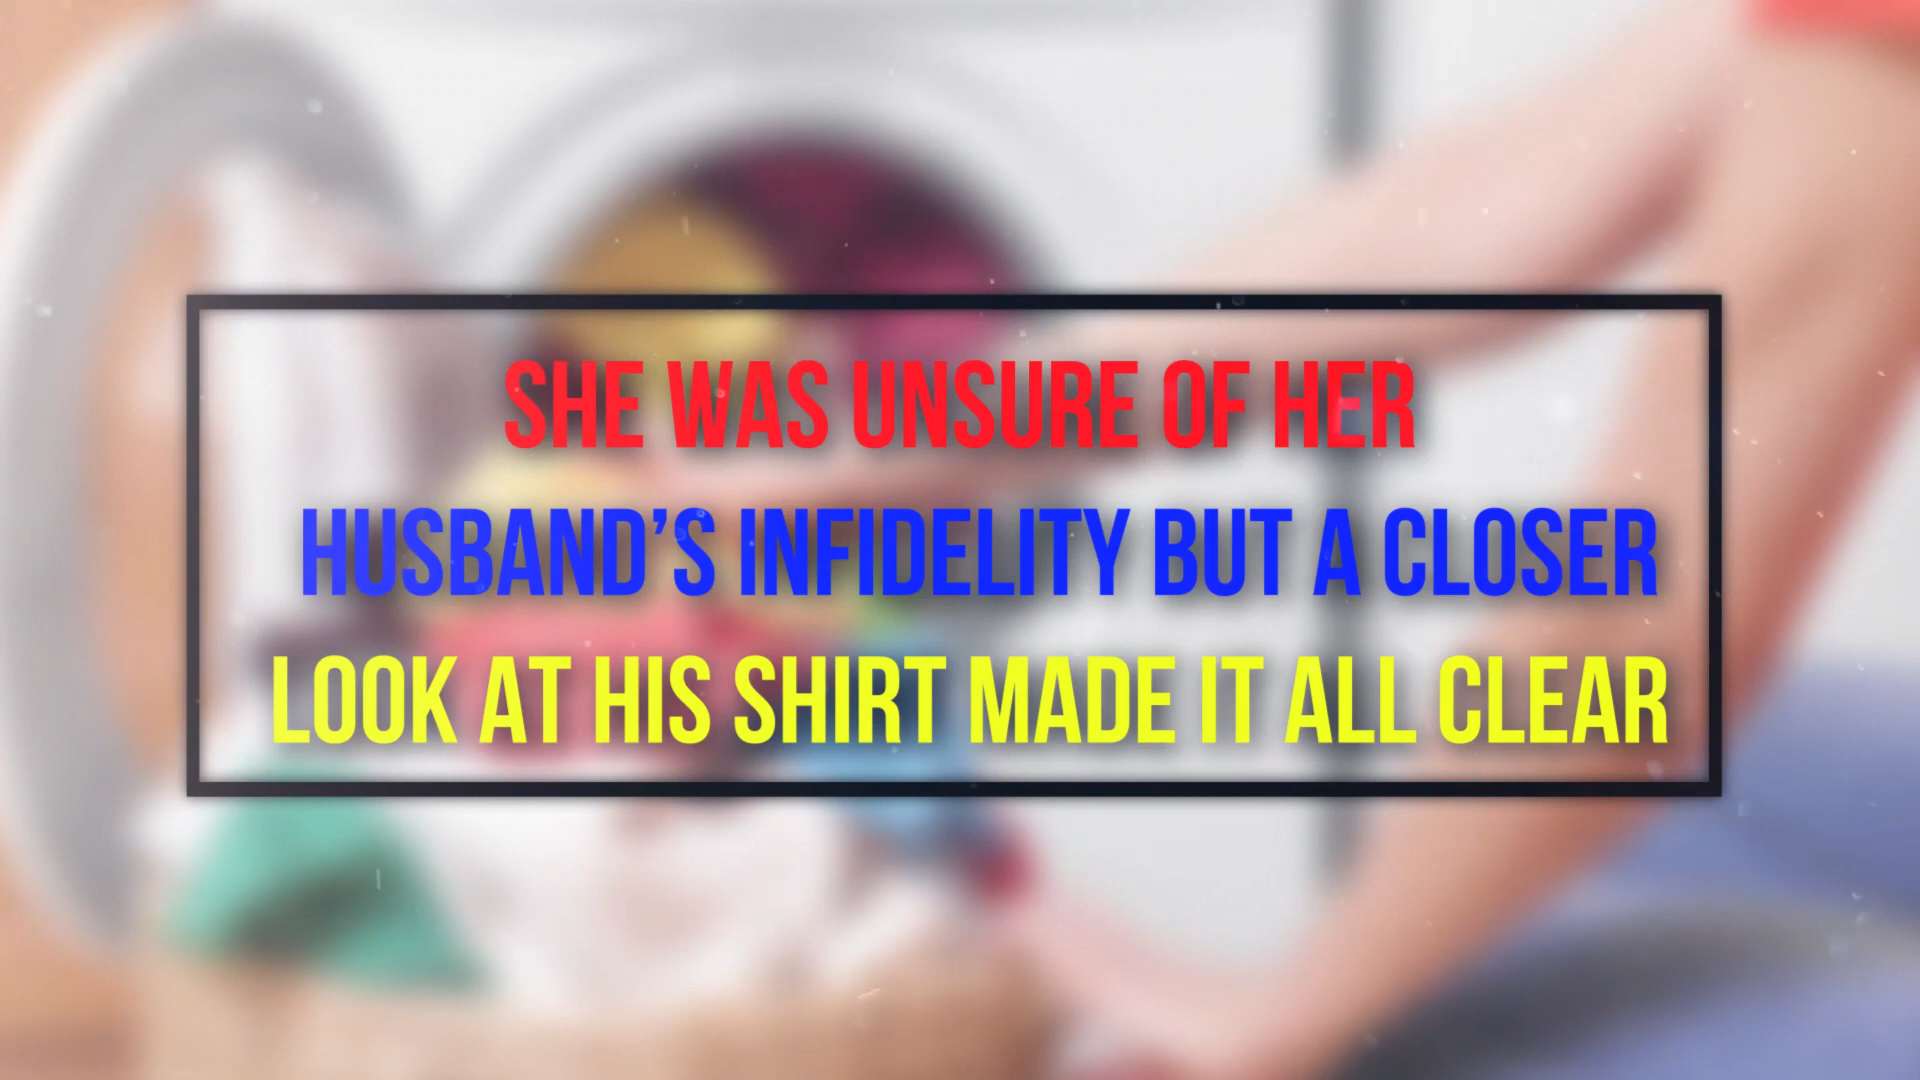 SHE WAS UNSURE OF HER
HUSBAND’S INFIDELITY BUT A CLOSER
LOOK AT HIS SHIRT MADE IT ALL CLEAR